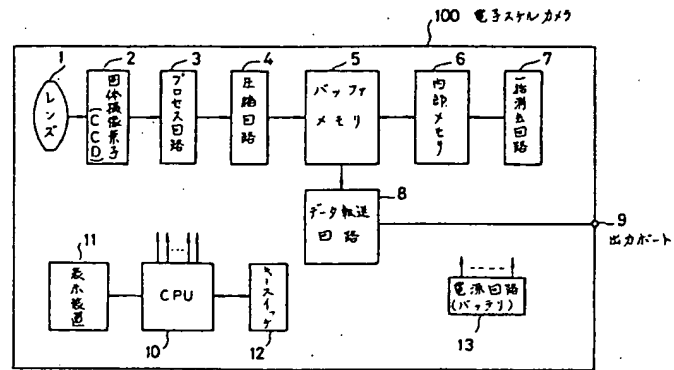 100 電子スチルカメラ
1
レンズ
2
固体撮像素子
(CCD)
3
プロセス回路
4
圧縮回路
5
バッファ
メモリ
6
内部メモリ
7
一括消去回路
8
データ転送
回路
9
出力ポート
11
表示装置
CPU
10
キースイッチ
12
電源回路
(バッテリ)
13